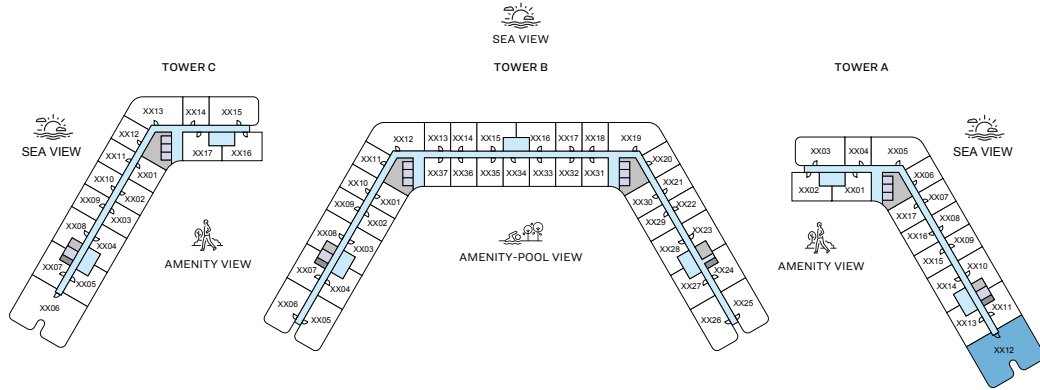 SEA VIEW
TOWER C
TOWER B
TOWER A
SEA VIEW
AMENITY VIEW
XX13
XX14
XX15
XX12
XX11
XX10
XX09
XX08
XX07
XX06
XX17
XX16
XX01
XX02
XX03
XX04
XX05
AMENITY-POOL VIEW
XX12
XX13
XX14
XX15
XX16
XX17
XX18
XX19
XX11
XX10
XX09
XX08
XX07
XX06
XX37
XX36
XX35
XX34
XX33
XX32
XX31
XX01
XX02
XX03
XX04
XX05
XX20
XX21
XX22
XX23
XX24
XX25
XX30
XX29
XX28
XX27
XX26
SEA VIEW
AMENITY VIEW
XX03
XX04
XX05
XX02
XX01
XX06
XX07
XX08
XX09
XX10
XX11
XX17
XX16
XX15
XX14
XX13
XX12